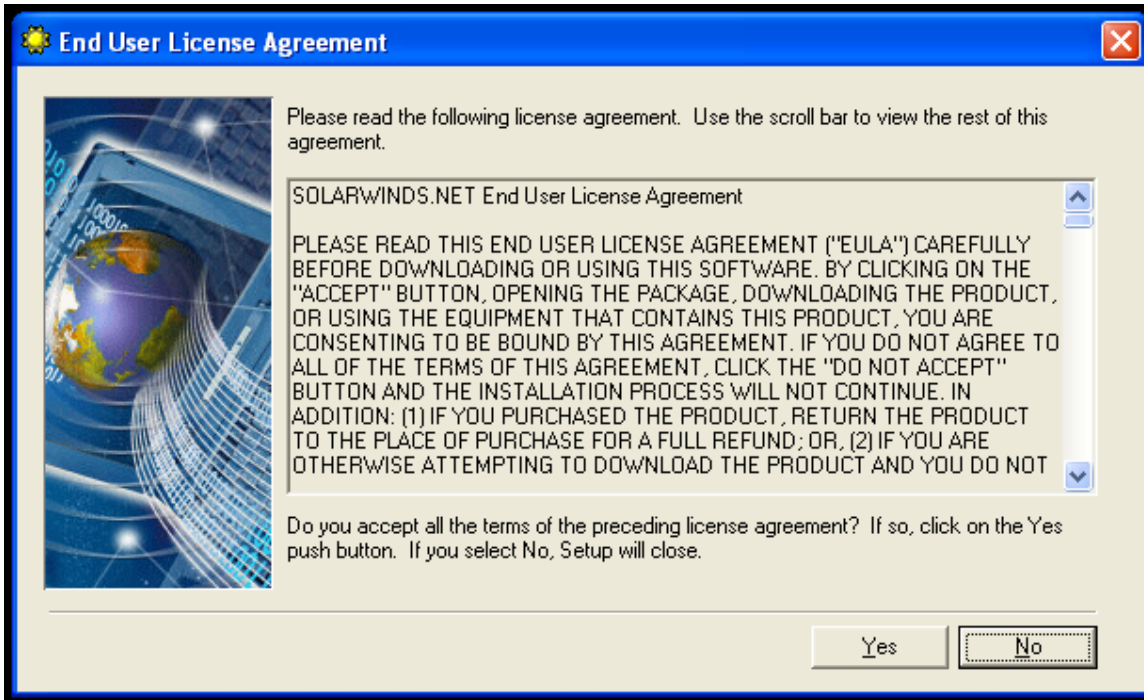 End User License Agreement
Please read the following license agreement.  Use the scroll bar to view the rest of this
agreement.
SOLARWINDS.NET End User License Agreement
PLEASE READ THIS END USER LICENSE AGREEMENT ("EULA") CAREFULLY
BEFORE DOWNLOADING OR USING THIS SOFTWARE. BY CLICKING ON THE
"ACCEPT" BUTTON, OPENING THE PACKAGE, DOWNLOADING THE PRODUCT,
OR USING THE EQUIPMENT THAT CONTAINS THIS PRODUCT, YOU ARE
CONSENTING TO BE BOUND BY THIS AGREEMENT. IF YOU DO NOT AGREE TO
ALL OF THE TERMS OF THIS AGREEMENT, CLICK THE "DO NOT ACCEPT"
BUTTON AND THE INSTALLATION PROCESS WILL NOT CONTINUE. IN
ADDITION: (1) IF YOU PURCHASED THE PRODUCT, RETURN THE PRODUCT
TO THE PLACE OF PURCHASE FOR A FULL REFUND; OR, (2) IF YOU ARE
OTHERWISE ATTEMPTING TO DOWNLOAD THE PRODUCT AND YOU DO NOT
Do you accept all the terms of the preceding license agreement?  If so, click on the Yes
push button.  If you select No, Setup will close.
Yes
No